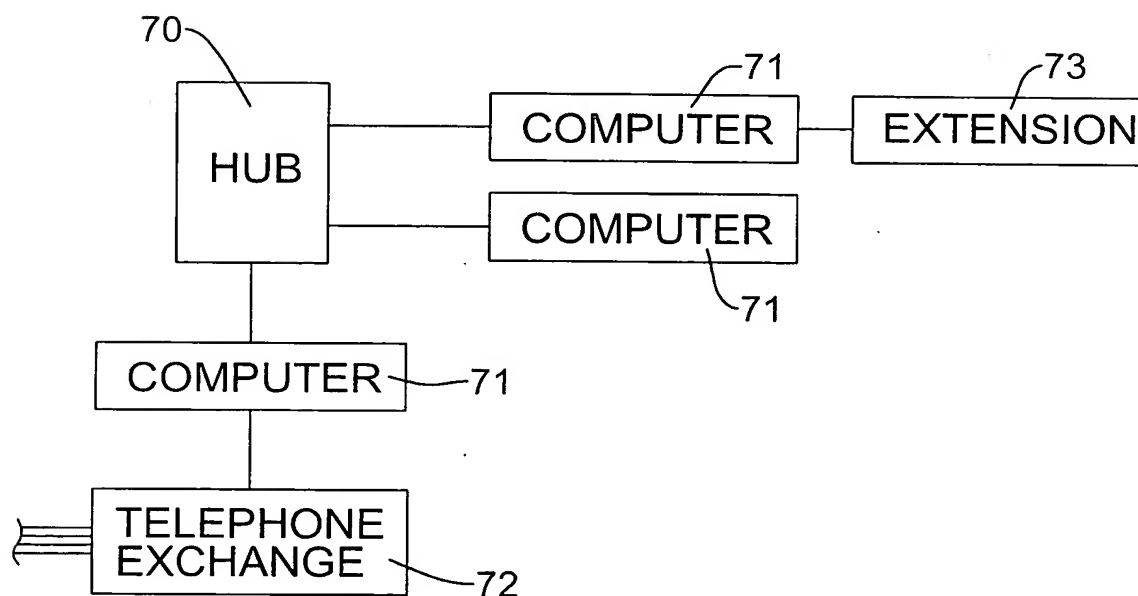 70
71
73
HUB
COMPUTER
EXTENSION
COMPUTER
71
COMPUTER
71
TELEPHONE
EXCHANGE
72